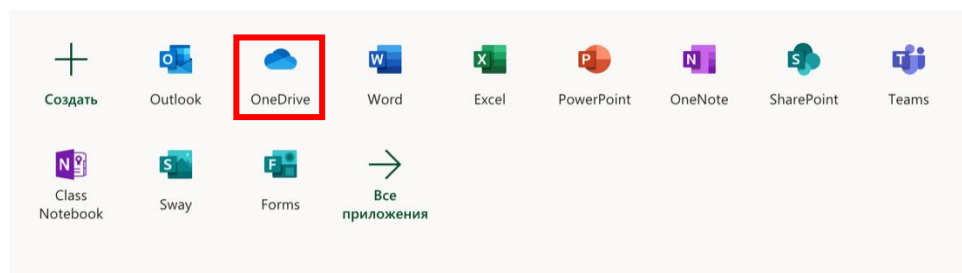 Создать Outlook OneDrive Word Excel PowerPoint OneNote SharePoint Teams
Class Notebook
Sway
Forms
Все приложения